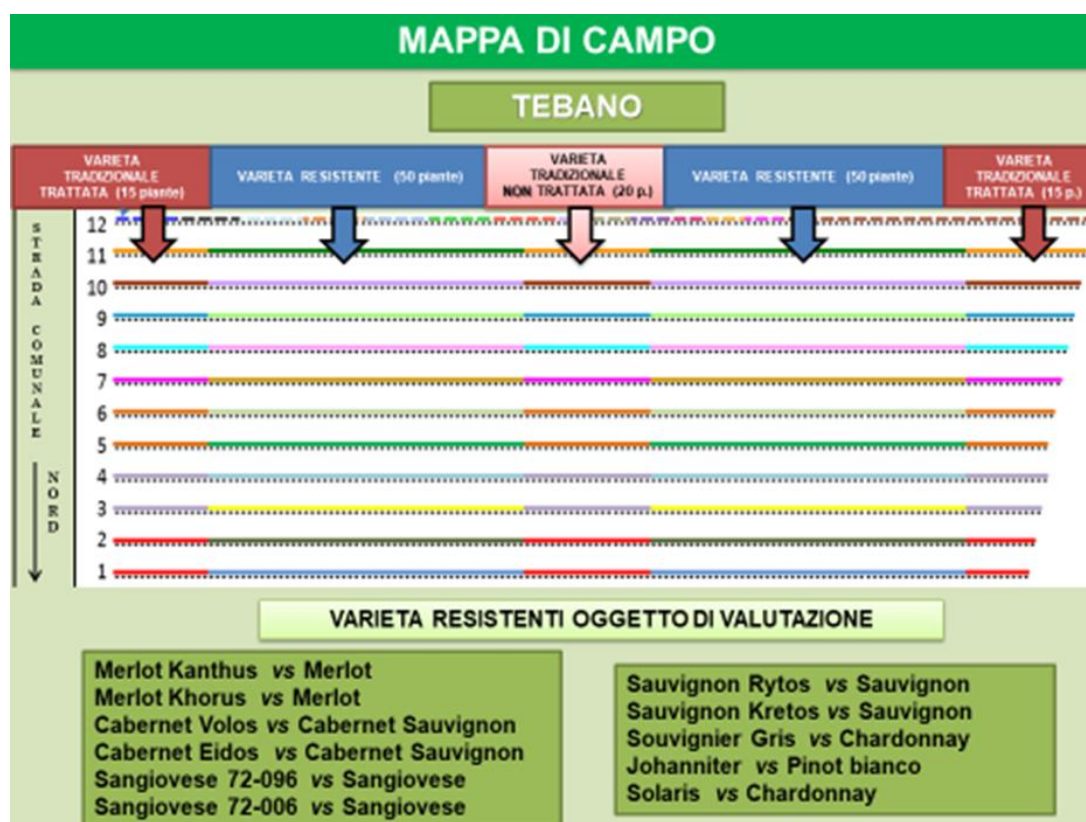 MAPPA DI CAMPO
TEBANO
VARIETA
TRADIZIONALE
TRATTATA (15 piante)
VARIETA RESISTENTE (50 piante)
VARIETA
TRADIZIONALE
NON TRATTATA (20 p.)
VARIETA RESISTENTE (50 piante)
VARIETA
TRADIZIONALE
TRATTATA (15 p.)
STRADA COMUNALE
NORD
12
11
10
9
8
7
6
5
4
3
2
1
VARIETA RESISTENTI OGGETTO DI VALUTAZIONE
Merlot Kanthus vs Merlot
Merlot Khorus vs Merlot
Cabernet Volos vs Cabernet Sauvignon
Cabernet Eidos vs Cabernet Sauvignon
Sangiovese 72-096 vs Sangiovese
Sangiovese 72-006 vs Sangiovese
Sauvignon Rytos vs Sauvignon
Sauvignon Kretos vs Sauvignon
Souvignier Gris vs Chardonnay
Johanniter vs Pinot bianco
Solaris vs Chardonnay